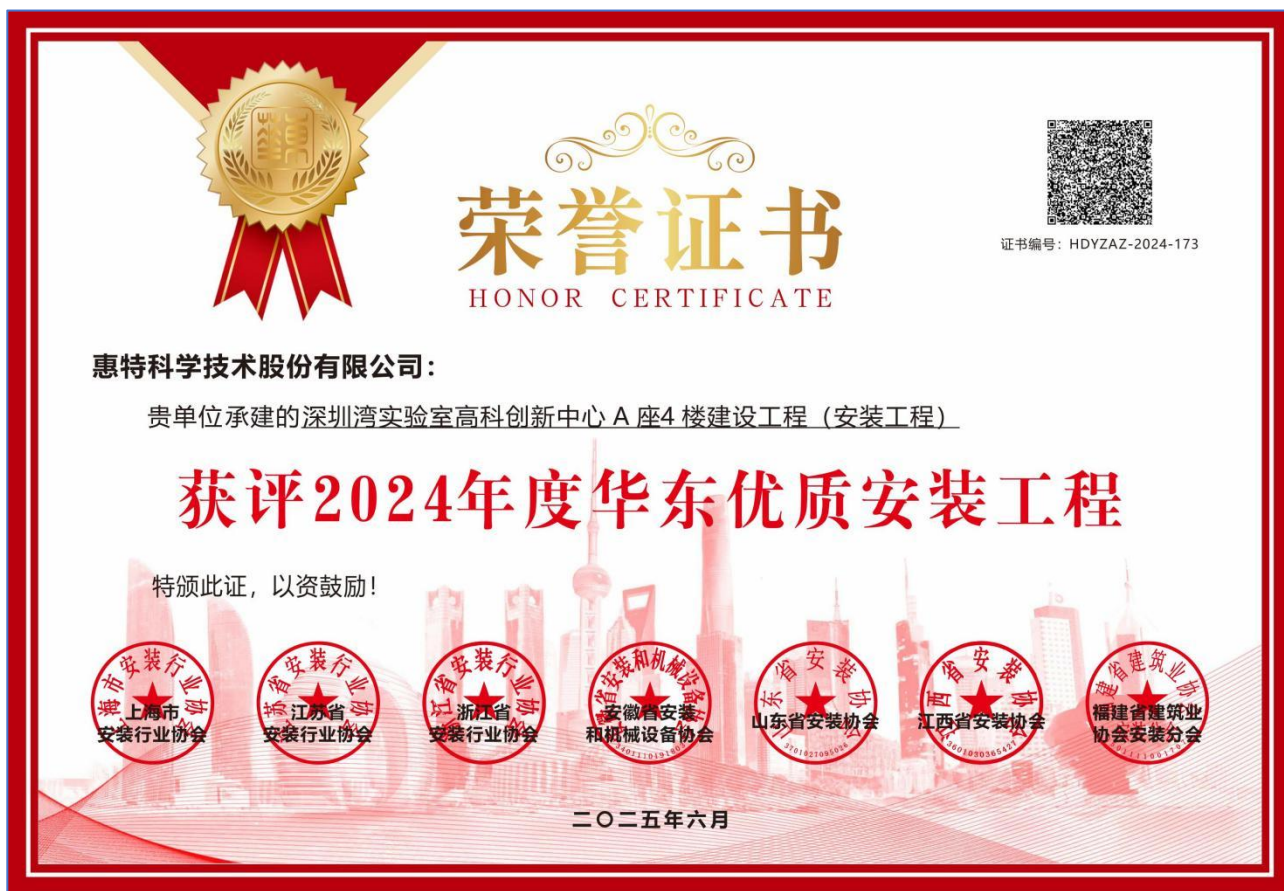 荣誉证书
HONOR CERTIFICATE
证书编号：HDYZAZ-2024-173
惠特科学技术股份有限公司：
贵单位承建的深圳湾实验室高科创新中心 A 座4 楼建设工程（安装工程）
获评2024年度华东优质安装工程
特颁此证，以资鼓励！
上海市
安装行业协会
江苏省
安装行业协会
浙江省
安装行业协会
安徽省安装
和机械设备协会
山东省安装协会
江西省安装协会
福建省建筑业
协会安装分会
二〇二五年六月